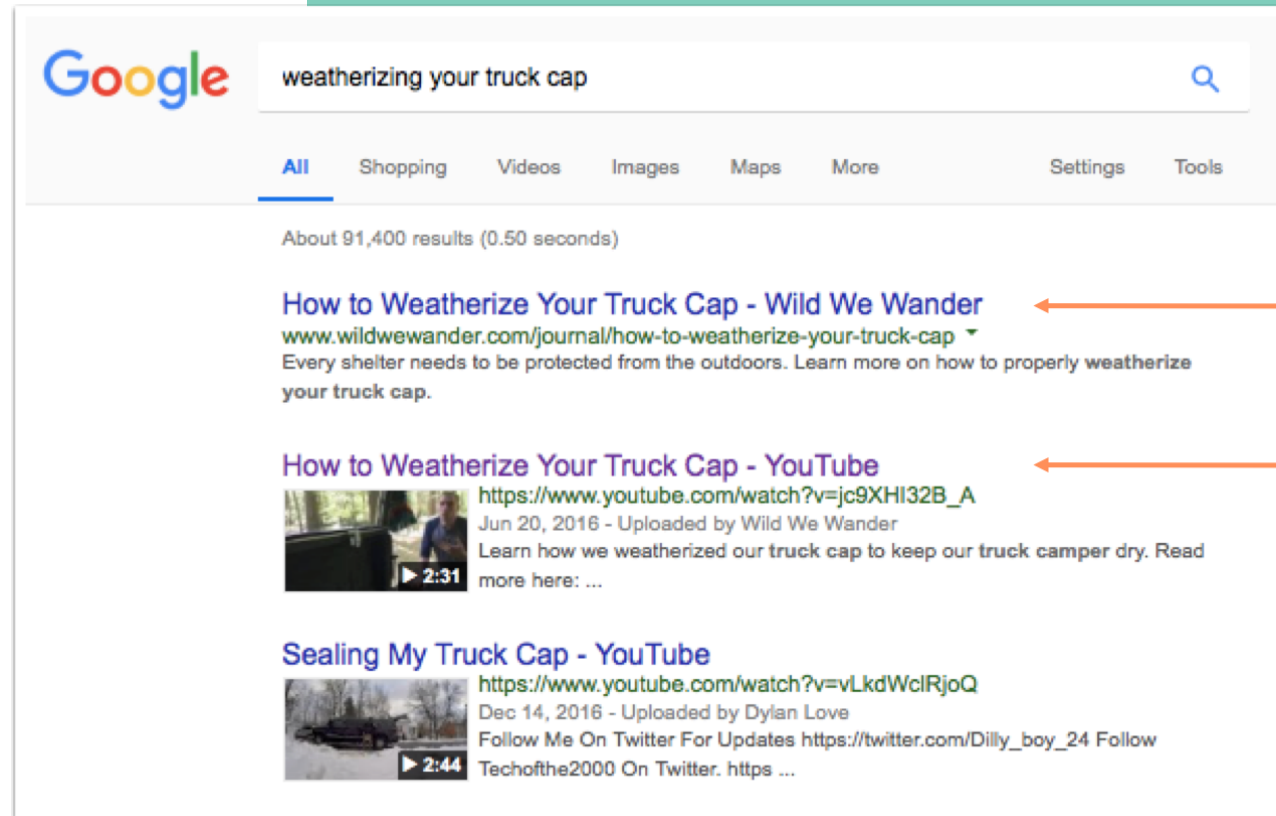 Google
weatherizing your truck cap
All Shopping Videos Images Maps More Settings Tools
About 91,400 results (0.50 seconds)
How to Weatherize Your Truck Cap - Wild We Wander
www.wildwewander.com/journal/how-to-weatherize-your-truck-cap
Every shelter needs to be protected from the outdoors. Learn more on how to properly weatherize
your truck cap.
How to Weatherize Your Truck Cap - YouTube
https://www.youtube.com/watch?v=jc9XHI32B_A
Jun 20, 2016 - Uploaded by Wild We Wander
Learn how we weatherized our truck cap to keep our truck camper dry. Read
2:31 more here: ...
Sealing My Truck Cap - YouTube
https://www.youtube.com/watch?v=vLkdWclRjoQ
Dec 14, 2016 - Uploaded by Dylan Love
Follow Me On Twitter For Updates https://twitter.com/Dilly_boy_24 Follow
2:44 Techofthe2000 On Twitter. https ...